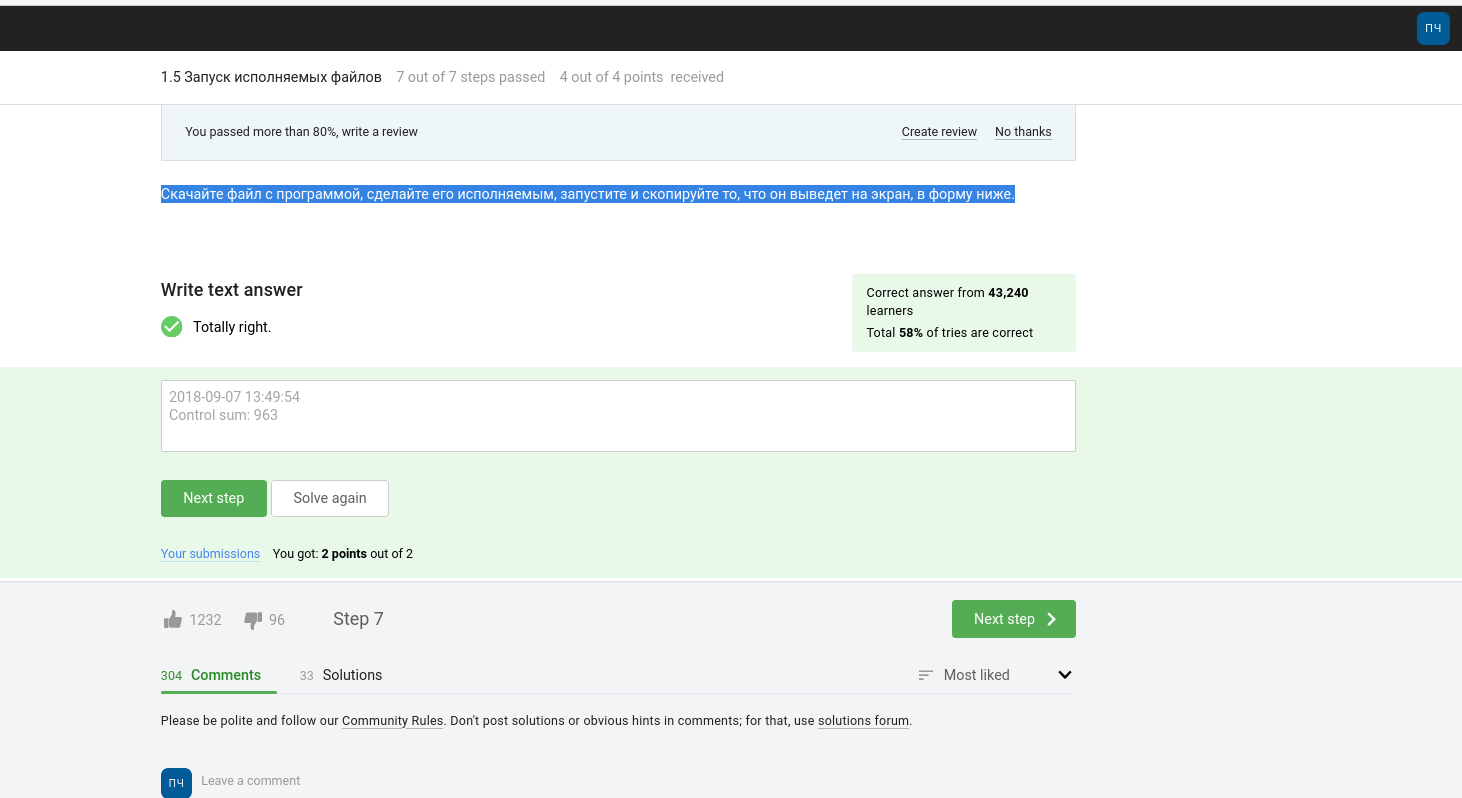 ПЧ
1.5 Запуск исполняемых файлов 7 out of 7 steps passed 4 out of 4 points received
You passed more than 80%, write a review Create review No thanks
Скачайте файл с программой, сделайте его исполняемым, запустите и скопируйте то, что он выведет на экран, в форму ниже.
Write text answer
Totally right.
Correct answer from 43,240
learners
Total 58% of tries are correct
2018-09-07 13:49:54
Control sum: 963
Next step Solve again
Your submissions You got: 2 points out of 2
1232 96 Step 7 Next step
304 Comments 33 Solutions Most liked
Please be polite and follow our Community Rules. Don't post solutions or obvious hints in comments; for that, use solutions forum.
ПЧ Leave a comment